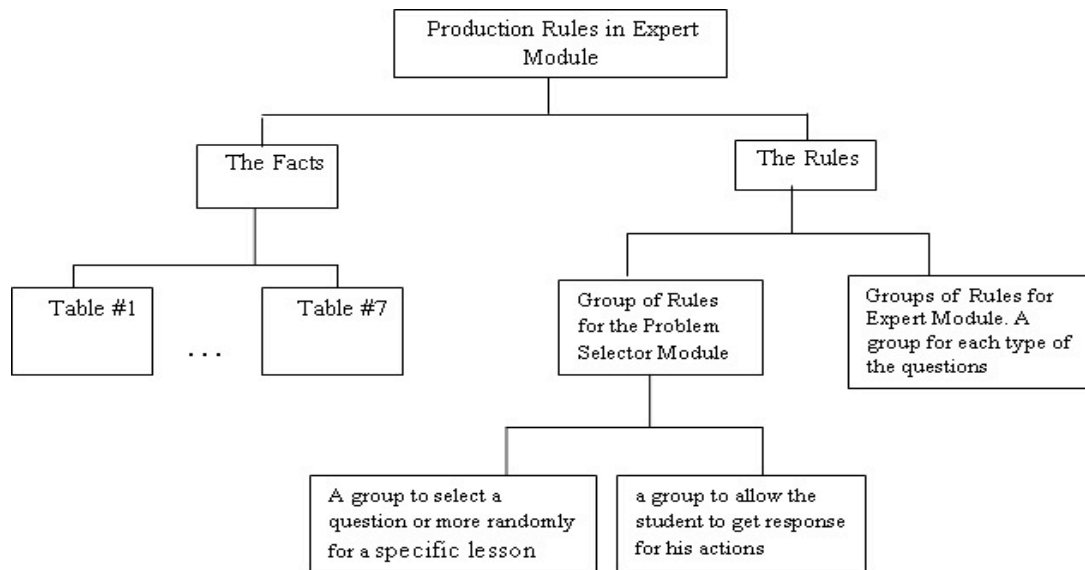 Production Rules in Expert
Module
The Facts
The Rules
Table #1
. . .
Table #7
Group of Rules
for the Problem
Selector Module
Groups of Rules for
Expert Module. A
group for each type of
the questions
A group to select a
question or more randomly
for a specific lesson
a group to allow the
student to get response
for his actions